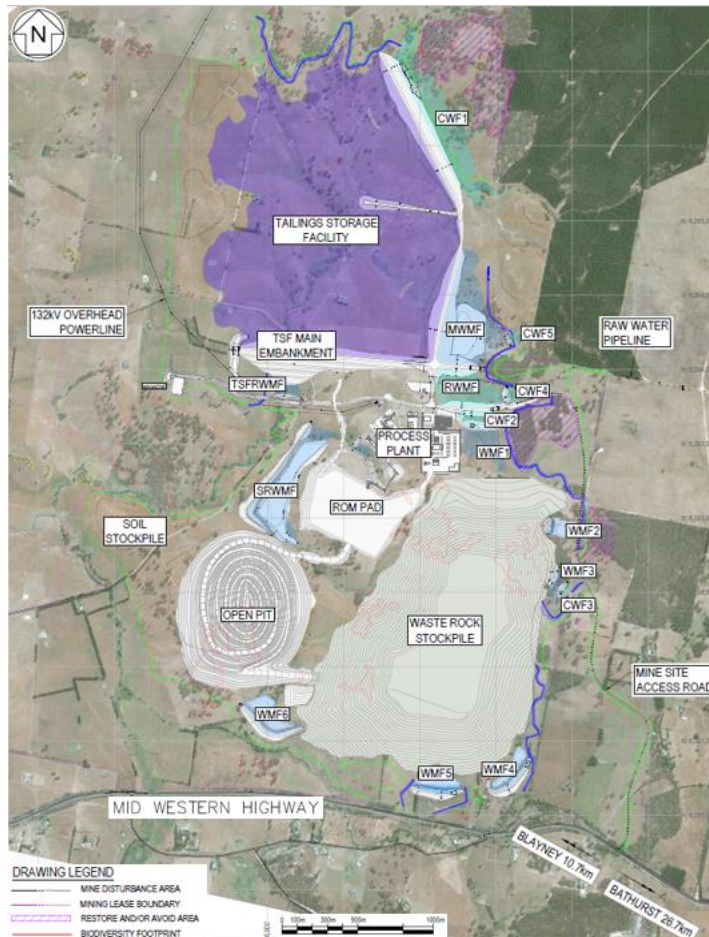 N
CWF1
TAILINGS STORAGE
FACILITY
132kV OVERHEAD
POWERLINE
MWMF
CWF5
RAW WATER
PIPELINE
TSF MAIN
EMBANKMENT
TSFRWMF
RWMF
CWF4
CWF2
PROCESS
PLANT
WMF1
SRWMF
ROM PAD
SOIL
STOCKPILE
WMF2
WMF3
CWF3
OPEN PIT
WASTE ROCK
STOCKPILE
MINE SITE
ACCESS ROAD
WMF6
WMF5
WMF4
MID WESTERN HIGHWAY
BLAYNEY 10.7km
BATHURST 26.7km
DRAWING LEGEND
MINE DISTURBANCE AREA
MINING LEASE BOUNDARY
RESTORE AND/OR AVOID AREA
BIODIVERSITY FOOTPRINT
0 100m 300m 500m 1000m